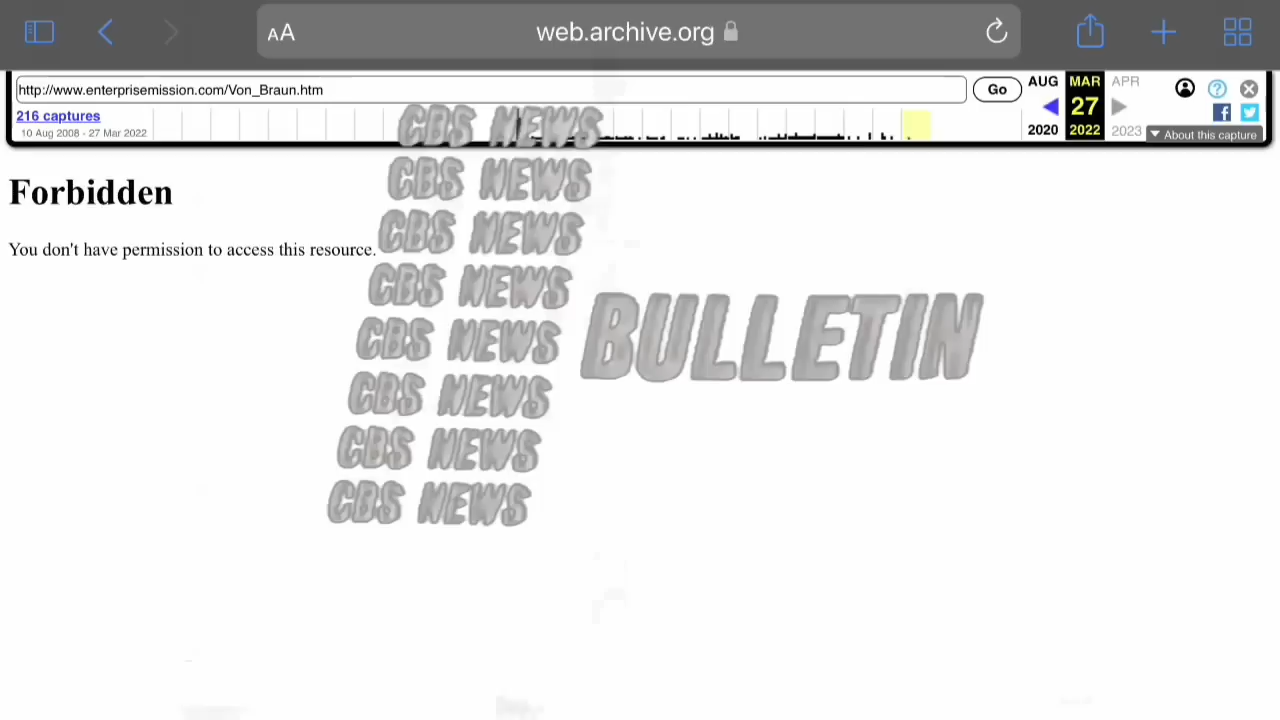 AA web.archive.org
http://www.enterprisemission.com/Von_Braun.htm Go AUG MAR APR
216 captures 27
10 Aug 2008 - 27 Mar 2022 2020 2022 2023 About this capture
CBS NEWS
CBS NEWS
Forbidden
CBS NEWS
You don't have permission to access this resource.
CBS NEWS
CBS NEWS
BULLETIN
CBS NEWS
CBS NEWS
CBS NEWS